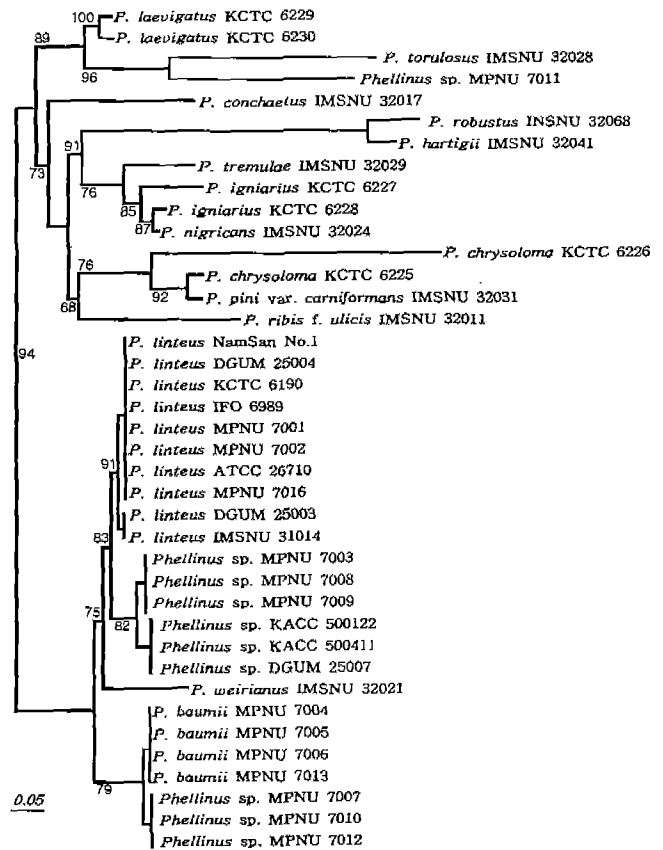 100
P. laevigatus KCTC 6229
P. laevigatus KCTC 6230
89
96
P. torulosus IMSNU 32028
Phellinus sp. MPNU 7011
P. conchaetus IMSNU 32017
73
91
P. robustus INSNU 32068
P. hartigii IMSNU 32041
76
P. tremulae IMSNU 32029
85
P. igniarius KCTC 6227
P. igniarius KCTC 6228
87
P. nigricans IMSNU 32024
76
P. chrysoloma KCTC 6226
P. chrysoloma KCTC 6225
92
P. pini var. carniformans IMSNU 32031
68
P. ribis f. ulicis IMSNU 32011
94
P. linteus NamSan No.1
P. linteus DGUM 25004
P. linteus KCTC 6190
P. linteus IFO 6989
P. linteus MPNU 7001
P. linteus MPNU 7002
91
P. linteus ATCC 26710
P. linteus MPNU 7016
P. linteus DGUM 25003
P. linteus IMSNU 31014
83
Phellinus sp. MPNU 7003
Phellinus sp. MPNU 7008
Phellinus sp. MPNU 7009
75
82
Phellinus sp. KACC 500122
Phellinus sp. KACC 500411
Phellinus sp. DGUM 25007
P. weirianus IMSNU 32021
P. baumii MPNU 7004
P. baumii MPNU 7005
P. baumii MPNU 7006
P. baumii MPNU 7013
79
Phellinus sp. MPNU 7007
Phellinus sp. MPNU 7010
Phellinus sp. MPNU 7012
0.05